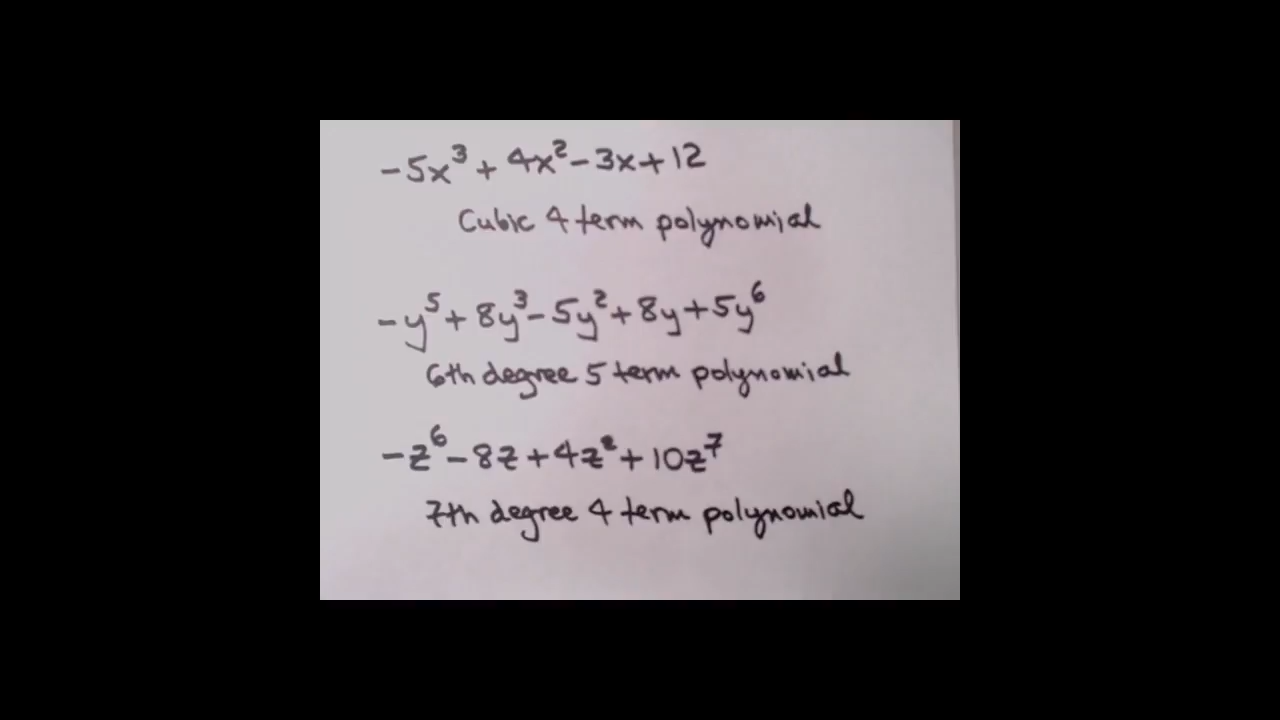 -5x³ + 4x² - 3x + 12
Cubic 4 term polynomial
-y⁵ + 8y³ - 5y² + 8y + 5y⁶
6th degree 5 term polynomial
-z⁶ - 8z + 4z² + 10z⁷
7th degree 4 term polynomial